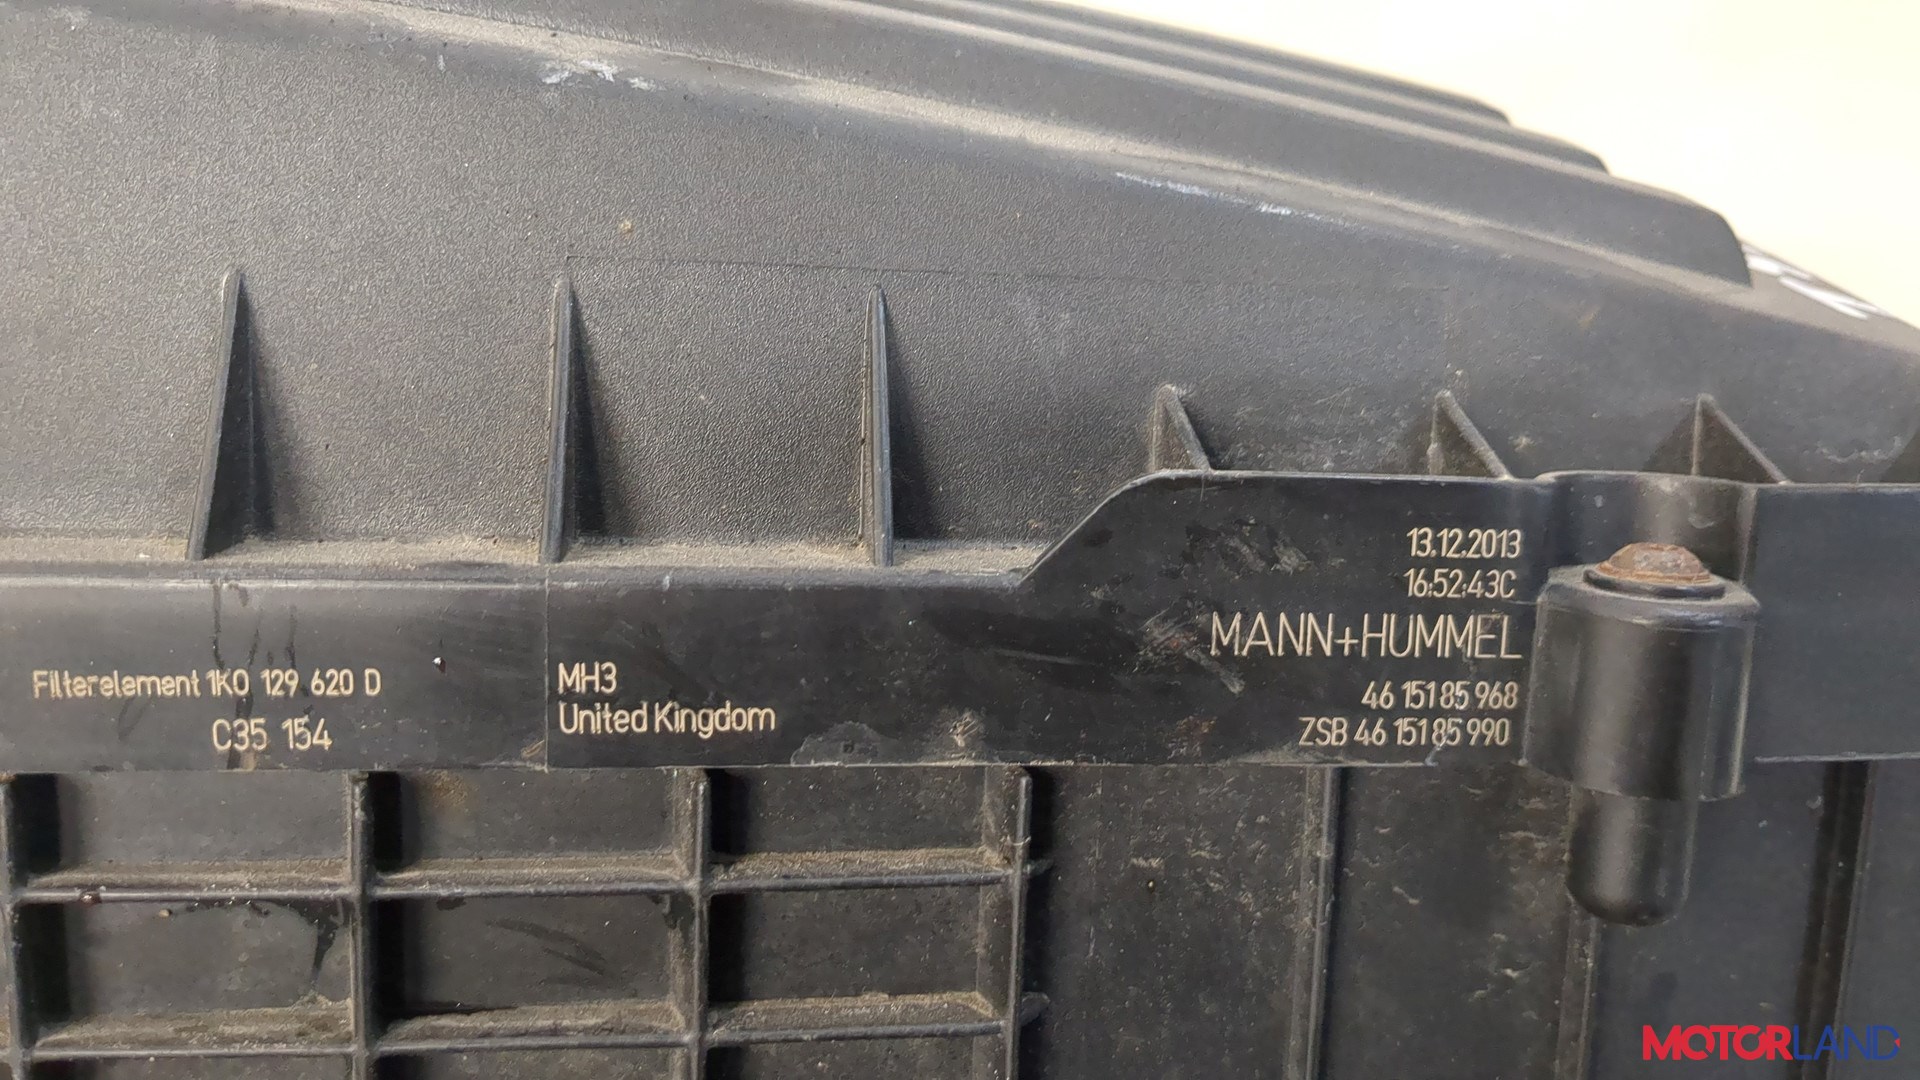 13.12.2013
16:52:43C
MANN+HUMMEL
46 151 85 968
ZSB 46 151 85 990
Filterelement 1K0 129 620 D
C35 154
MH3
United Kingdom
MOTORLAND